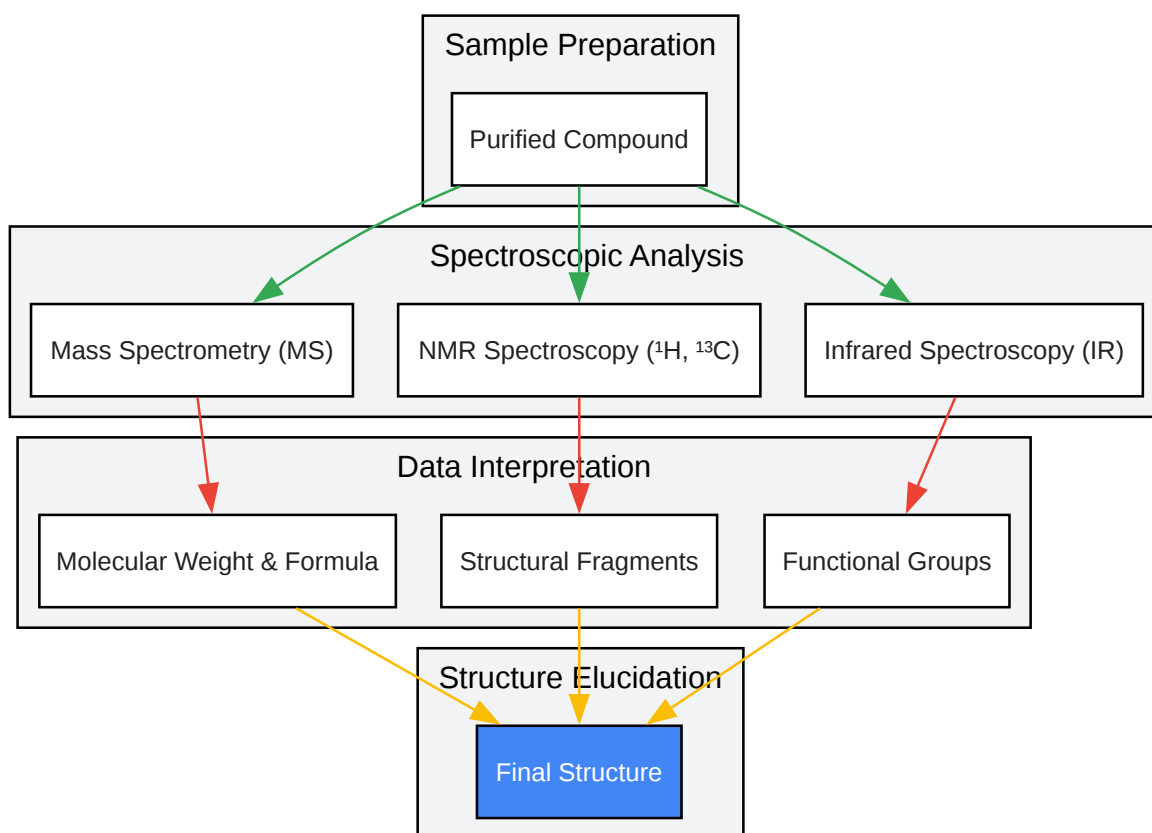 Sample Preparation
Purified Compound
Spectroscopic Analysis
Mass Spectrometry (MS)
NMR Spectroscopy (¹H, ¹³C)
Infrared Spectroscopy (IR)
Data Interpretation
Molecular Weight & Formula
Structural Fragments
Functional Groups
Structure Elucidation
Final Structure